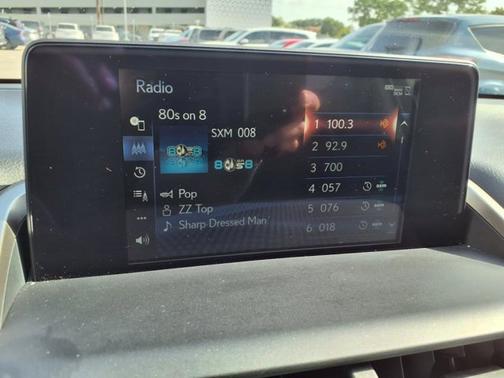 Radio
80s on 8
SXM 008
Pop
ZZ Top
Sharp Dressed Man
1 100.3
2 92.9
3 700
4 057
5 076
6 018